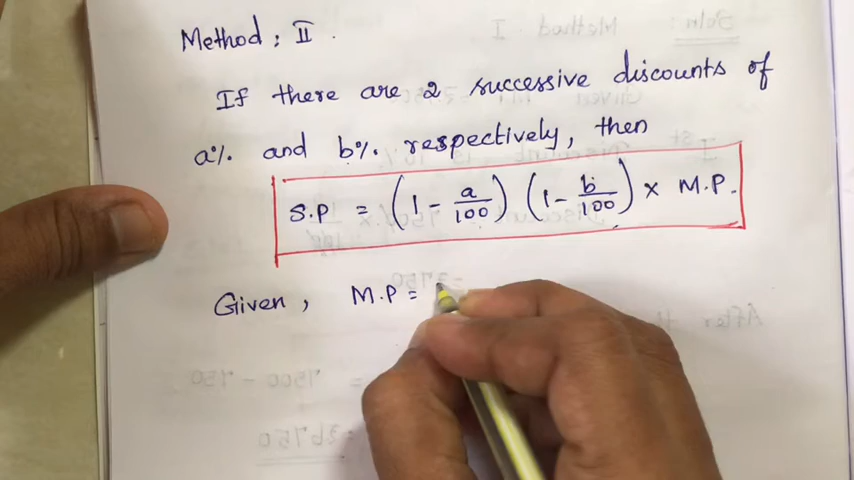 Method : II.
If there are 2 successive discounts of
a% and b% respectively, then
S.P = (1 - a/100) (1 - b/100) × M.P.
Given, M.P =